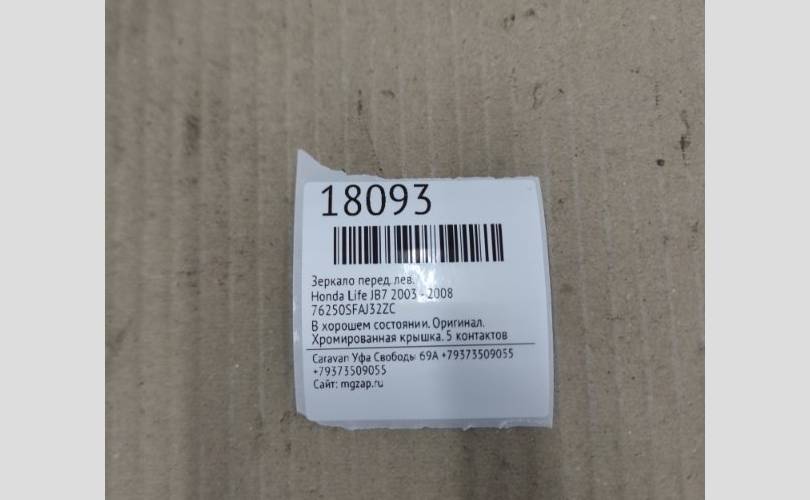 18093
Зеркало перед. лев.
Honda Life JB7 2003 - 2008
76250SFAJ32ZC
В хорошем состоянии. Оригинал.
Хромированная крышка. 5 контактов
Caravan Уфа Свободы 69А +79373509055
+79373509055
Сайт: mgzap.ru